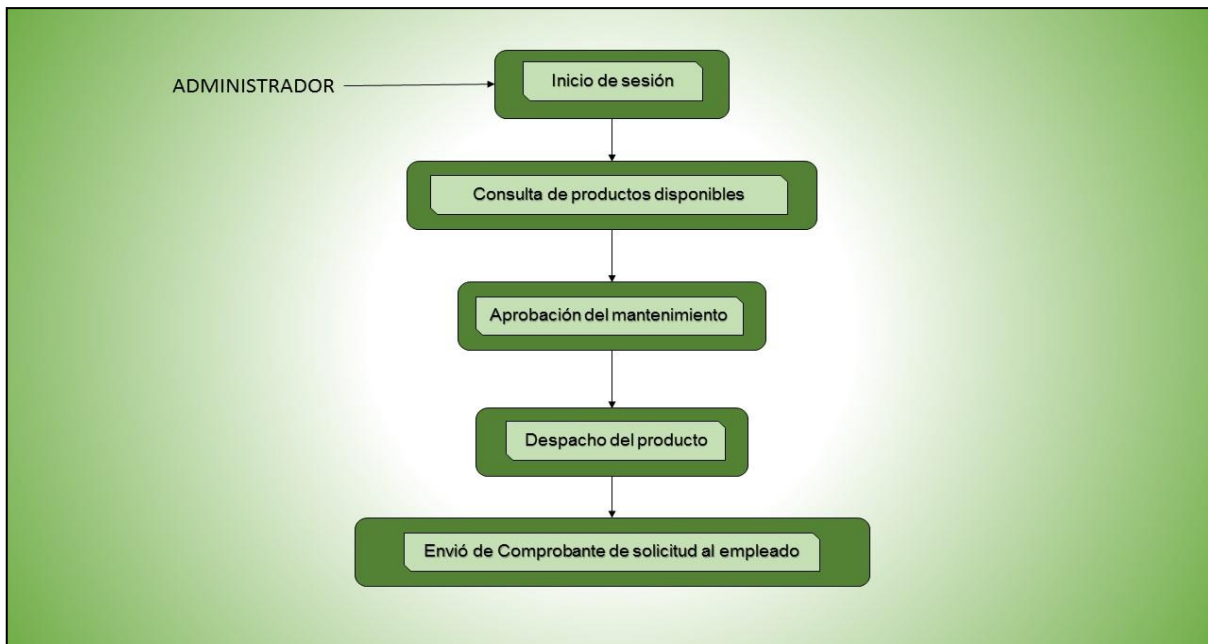 ADMINISTRADOR
Inicio de sesión
Consulta de productos disponibles
Aprobación del mantenimiento
Despacho del producto
Envió de Comprobante de solicitud al empleado